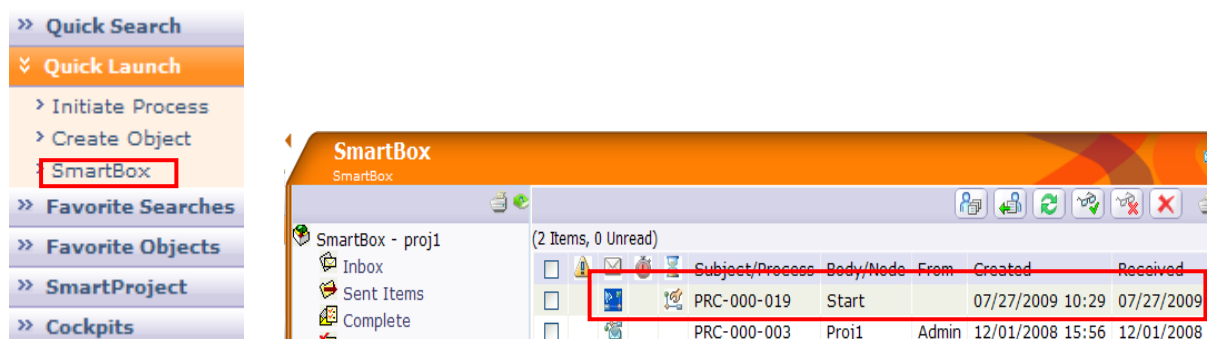 Quick Search
Quick Launch
Initiate Process
Create Object
SmartBox
Favorite Searches
Favorite Objects
SmartProject
Cockpits
SmartBox
SmartBox
SmartBox - proj1
Inbox
Sent Items
Complete
(2 Items, 0 Unread)
Subject/Process Body/Node From Created Received
PRC-000-019 Start 07/27/2009 10:29 07/27/2009
PRC-000-003 Proj1 Admin 12/01/2008 15:56 12/01/2008